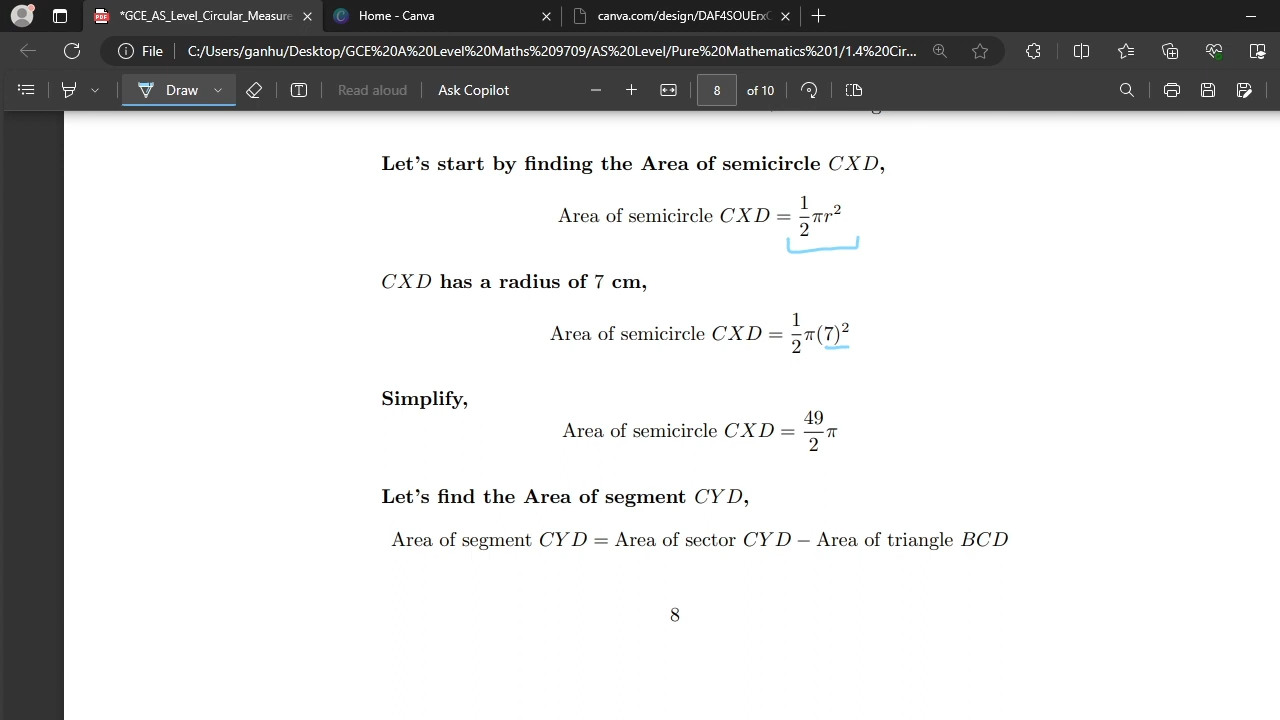 *GCE_AS_Level_Circular_Measure
Home - Canva
canva.com/design/DAF4SOUErxC
File
C:/Users/ganhu/Desktop/GCE%20A%20Level%20Maths%209709/AS%20Level/Pure%20Mathematics%201/1.4%20Cir...
Draw
Read aloud
Ask Copilot
8
of 10
Let's start by finding the Area of semicircle CXD,
Area of semicircle CXD = 1/2 πr²
CXD has a radius of 7 cm,
Area of semicircle CXD = 1/2 π(7)²
Simplify,
Area of semicircle CXD = 49/2 π
Let's find the Area of segment CYD,
Area of segment CYD = Area of sector CYD − Area of triangle BCD
8